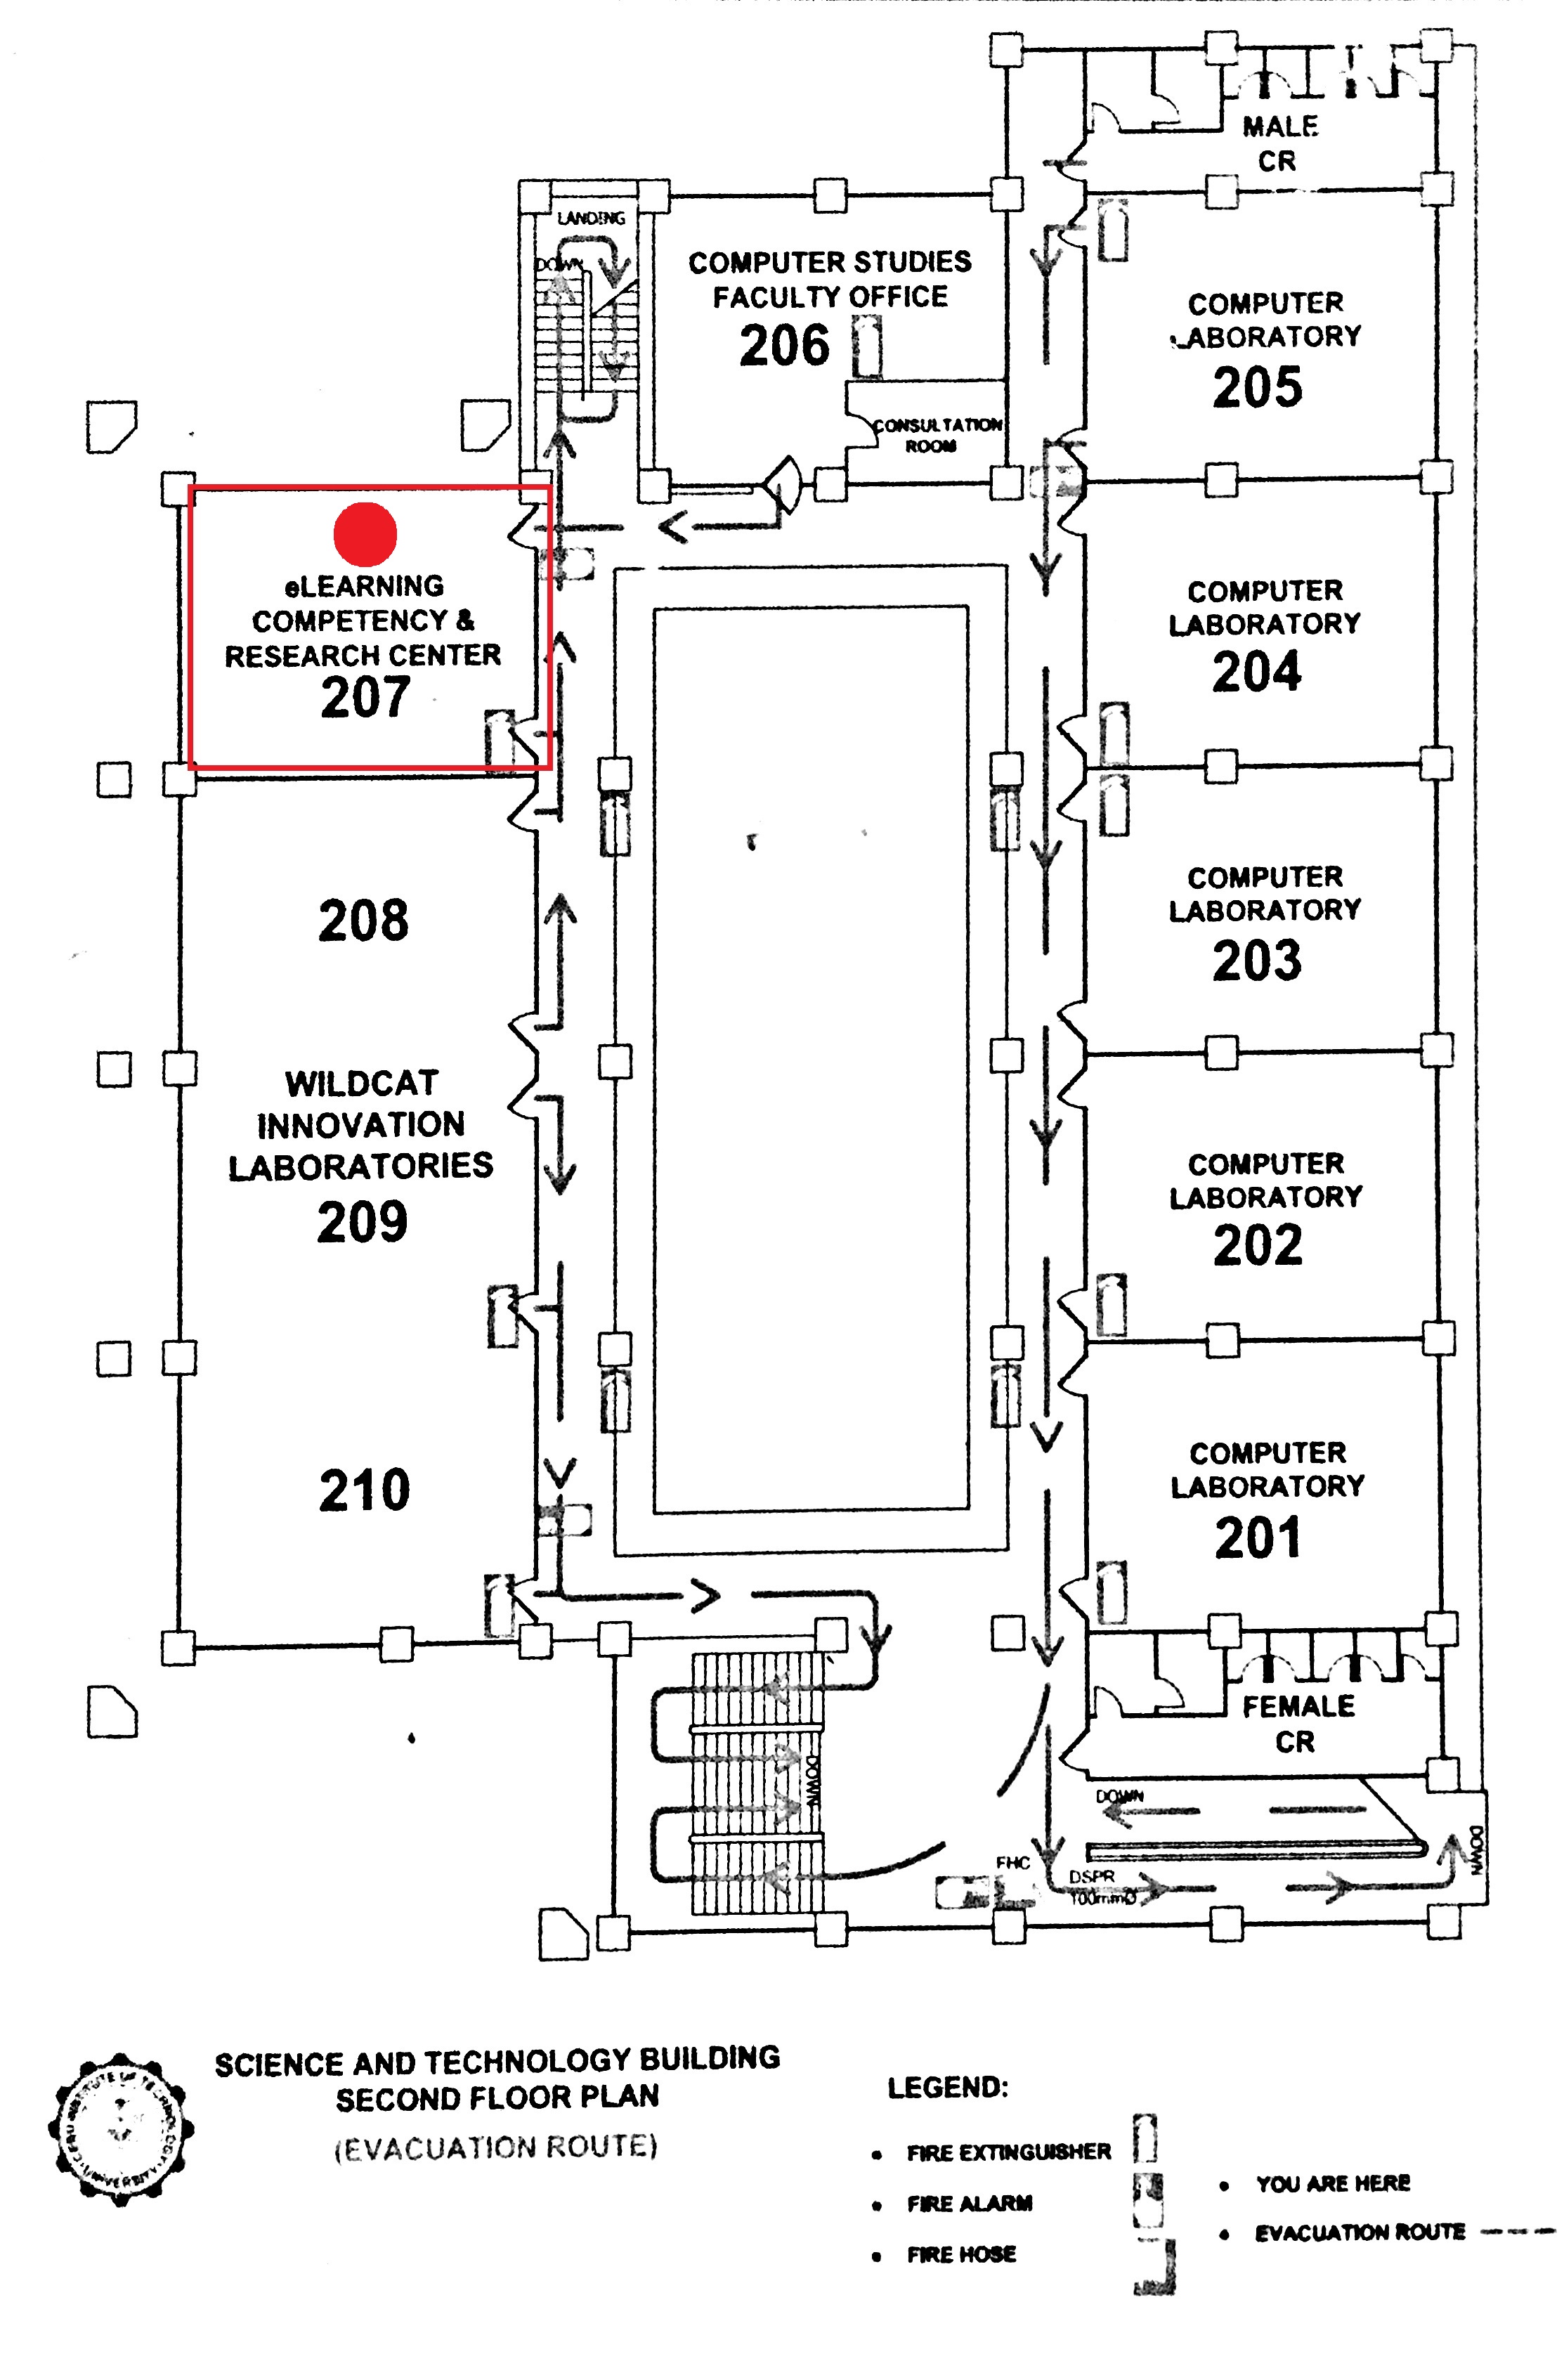 MALE
CR
LANDING
DOWN
COMPUTER STUDIES
FACULTY OFFICE
206
CONSULTATION
ROOM
COMPUTER
LABORATORY
205
eLEARNING
COMPETENCY &
RESEARCH CENTER
207
COMPUTER
LABORATORY
204
208
COMPUTER
LABORATORY
203
WILDCAT
INNOVATION
LABORATORIES
209
COMPUTER
LABORATORY
202
210
COMPUTER
LABORATORY
201
FEMALE
CR
DOWN
DOWN
DOWN
FHC
DSPR
100mmØ
SCIENCE AND TECHNOLOGY BUILDING
SECOND FLOOR PLAN
(EVACUATION ROUTE)
LEGEND:
• FIRE EXTINGUISHER
• FIRE ALARM
• FIRE HOSE
• YOU ARE HERE
• EVACUATION ROUTE